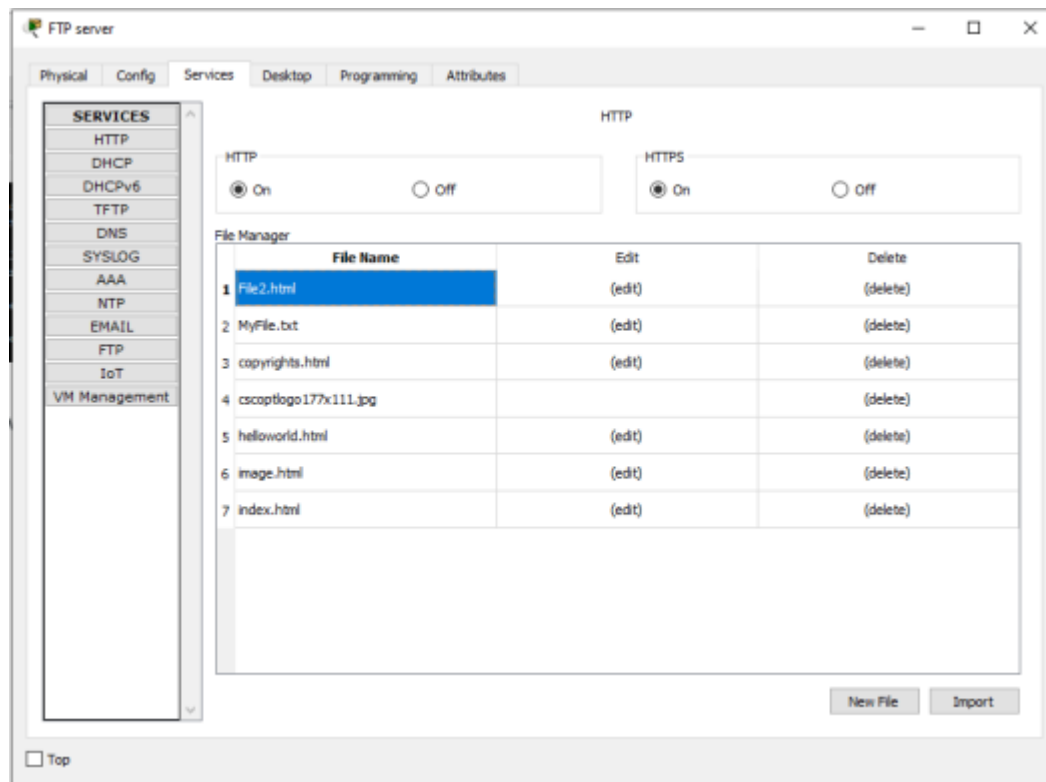 FTP server
Physical Config Services Desktop Programming Attributes
SERVICES
HTTP
DHCP
DHCPv6
TFTP
DNS
SYSLOG
AAA
NTP
EMAIL
FTP
IoT
VM Management
HTTP
HTTP
On Off
HTTPS
On Off
File Manager
File Name Edit Delete
1 File2.html (edit) (delete)
2 MyFile.txt (edit) (delete)
3 copyrights.html (edit) (delete)
4 cscoptlogo177x111.jpg (delete)
5 helloworld.html (edit) (delete)
6 image.html (edit) (delete)
7 index.html (edit) (delete)
New File Import
Top